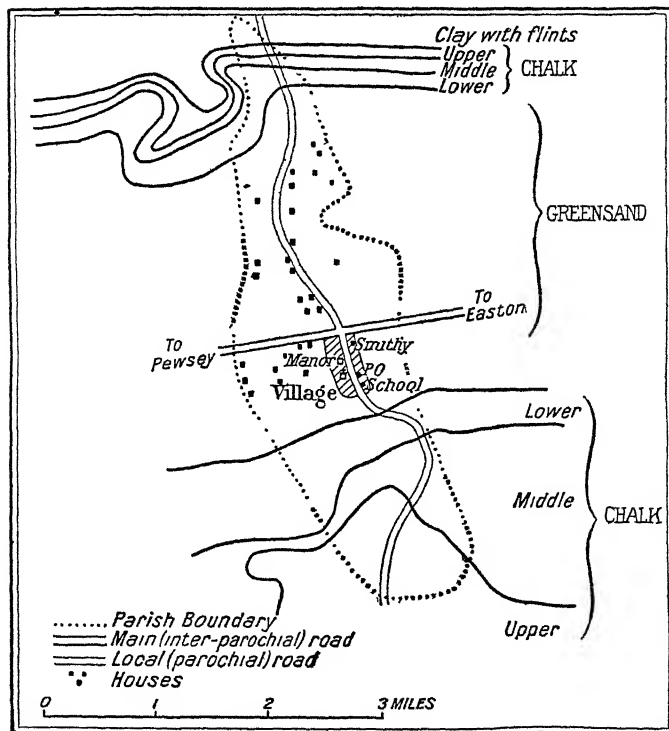 Clay with flints
Upper
Middle
Lower
CHALK
GREENSAND
To
Easton
To
Pewsey
Smithy
Manor
PO
School
Village
Lower
Middle
CHALK
Upper
Parish Boundary
Main (inter-parochial) road
Local (parochial) road
Houses
0 1 2 3 MILES